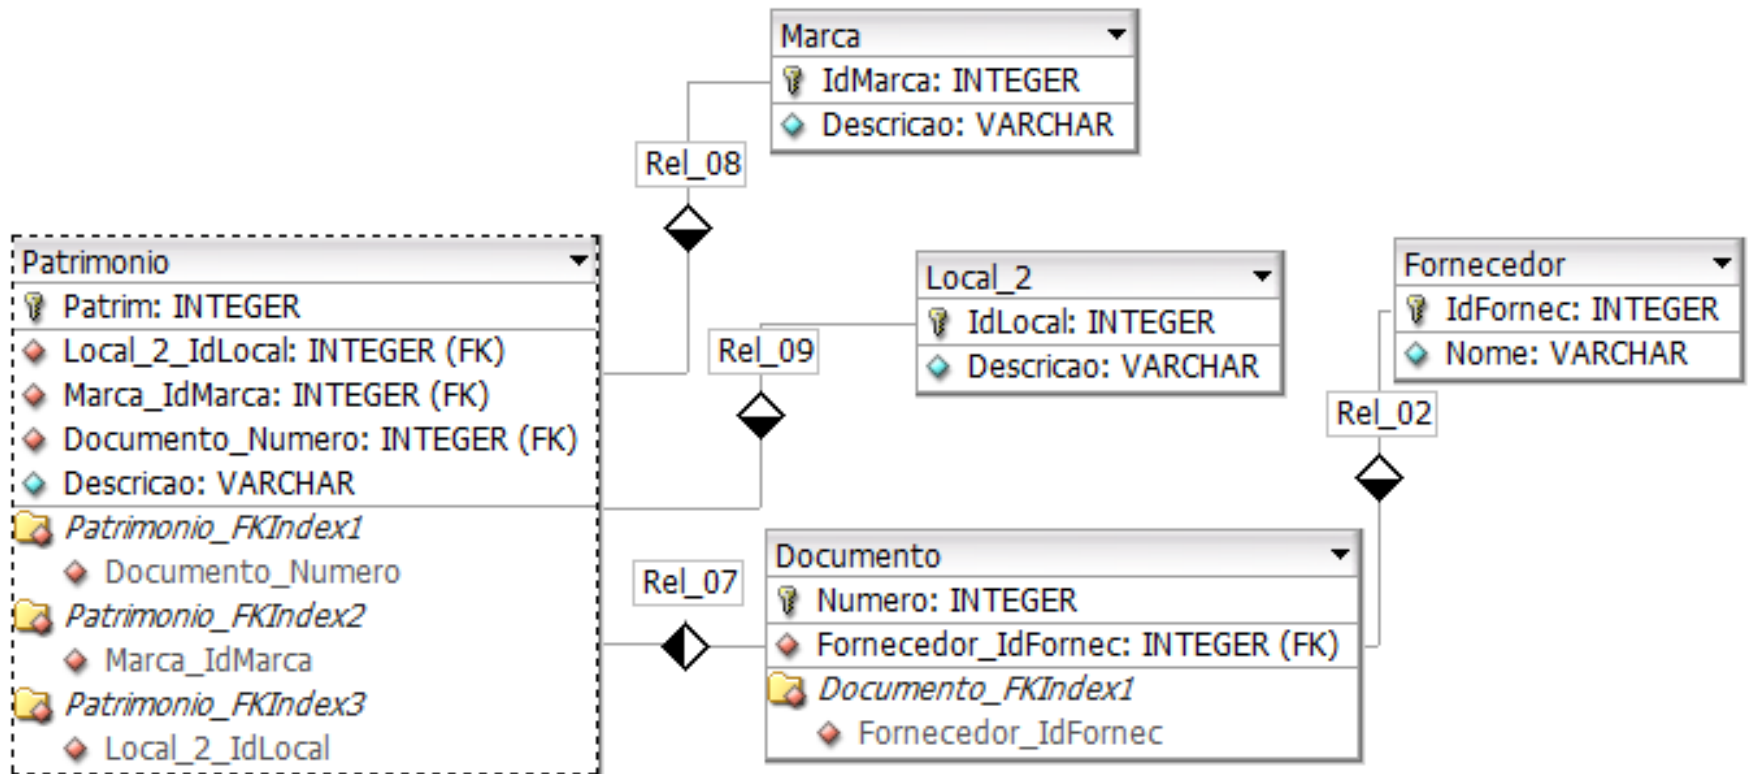 Marca
IdMarca: INTEGER
Descricao: VARCHAR
Rel_08
Patrimonio
Patrim: INTEGER
Local_2_IdLocal: INTEGER (FK)
Marca_IdMarca: INTEGER (FK)
Documento_Numero: INTEGER (FK)
Descricao: VARCHAR
Patrimonio_FKIndex1
Documento_Numero
Patrimonio_FKIndex2
Marca_IdMarca
Patrimonio_FKIndex3
Local_2_IdLocal
Rel_09
Local_2
IdLocal: INTEGER
Descricao: VARCHAR
Fornecedor
IdFornec: INTEGER
Nome: VARCHAR
Rel_02
Rel_07
Documento
Numero: INTEGER
Fornecedor_IdFornec: INTEGER (FK)
Documento_FKIndex1
Fornecedor_IdFornec